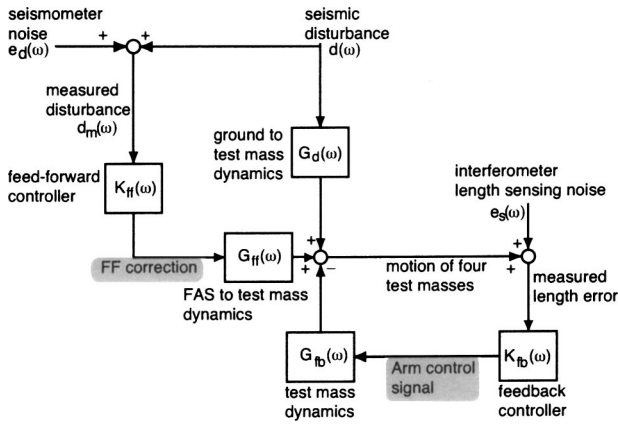 seismometer
noise
e_d(ω)
+
+
seismic
disturbance
d(ω)
measured
disturbance
d_m(ω)
ground to
test mass
dynamics
G_d(ω)
feed-forward
controller
K_ff(ω)
interferometer
length sensing noise
e_s(ω)
FF correction
G_ff(ω)
FAS to test mass
dynamics
+
+
−
motion of four
test masses
+
+
measured
length error
G_fb(ω)
test mass
dynamics
Arm control
signal
K_fb(ω)
feedback
controller